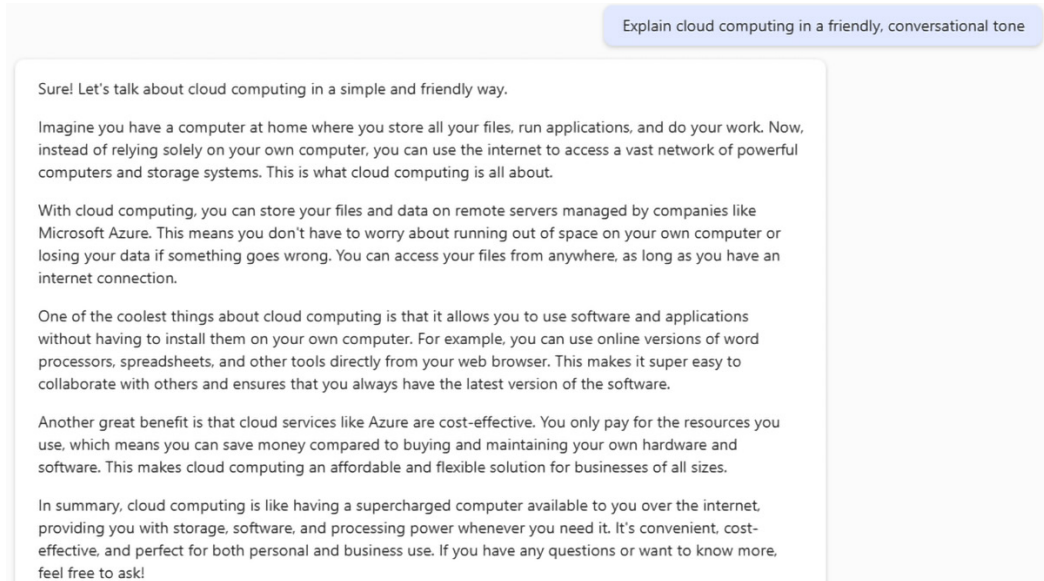 Explain cloud computing in a friendly, conversational tone
Sure! Let's talk about cloud computing in a simple and friendly way.
Imagine you have a computer at home where you store all your files, run applications, and do your work. Now,
instead of relying solely on your own computer, you can use the internet to access a vast network of powerful
computers and storage systems. This is what cloud computing is all about.
With cloud computing, you can store your files and data on remote servers managed by companies like
Microsoft Azure. This means you don't have to worry about running out of space on your own computer or
losing your data if something goes wrong. You can access your files from anywhere, as long as you have an
internet connection.
One of the coolest things about cloud computing is that it allows you to use software and applications
without having to install them on your own computer. For example, you can use online versions of word
processors, spreadsheets, and other tools directly from your web browser. This makes it super easy to
collaborate with others and ensures that you always have the latest version of the software.
Another great benefit is that cloud services like Azure are cost-effective. You only pay for the resources you
use, which means you can save money compared to buying and maintaining your own hardware and
software. This makes cloud computing an affordable and flexible solution for businesses of all sizes.
In summary, cloud computing is like having a supercharged computer available to you over the internet,
providing you with storage, software, and processing power whenever you need it. It's convenient, cost-
effective, and perfect for both personal and business use. If you have any questions or want to know more,
feel free to ask!